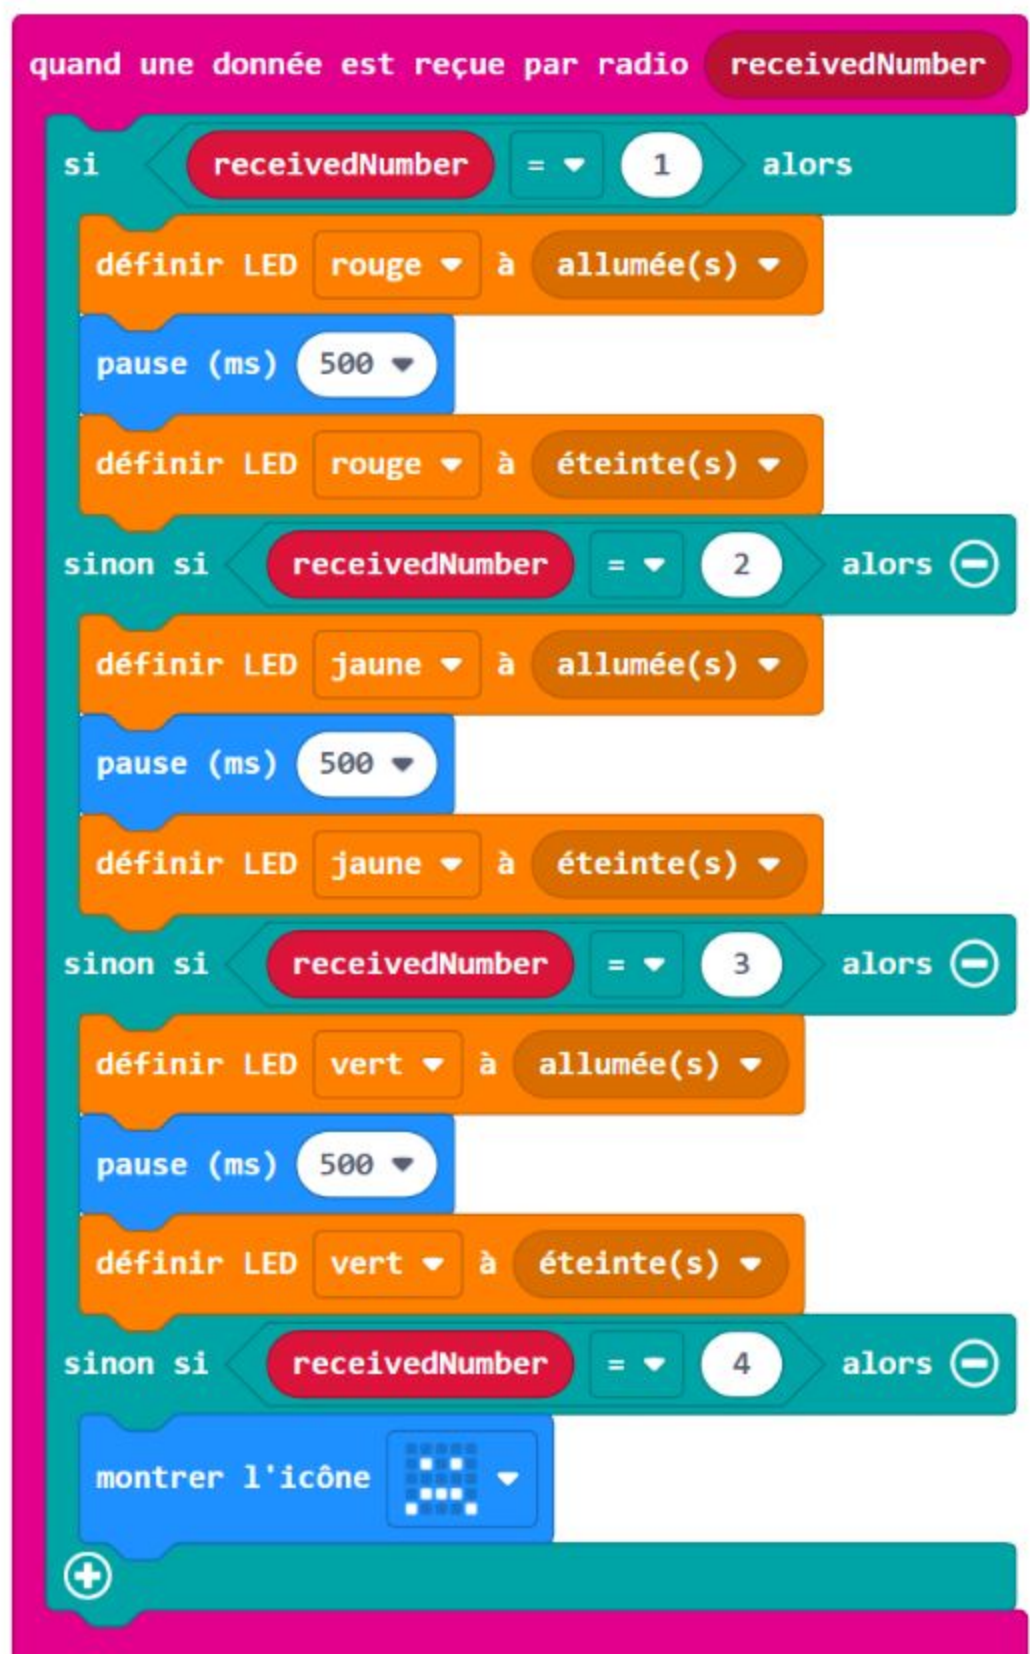 quand une donnée est reçue par radio receivedNumber
si receivedNumber = 1 alors
définir LED rouge à allumée(s)
pause (ms) 500
définir LED rouge à éteinte(s)
sinon si receivedNumber = 2 alors
définir LED jaune à allumée(s)
pause (ms) 500
définir LED jaune à éteinte(s)
sinon si receivedNumber = 3 alors
définir LED vert à allumée(s)
pause (ms) 500
définir LED vert à éteinte(s)
sinon si receivedNumber = 4 alors
montrer l'icône